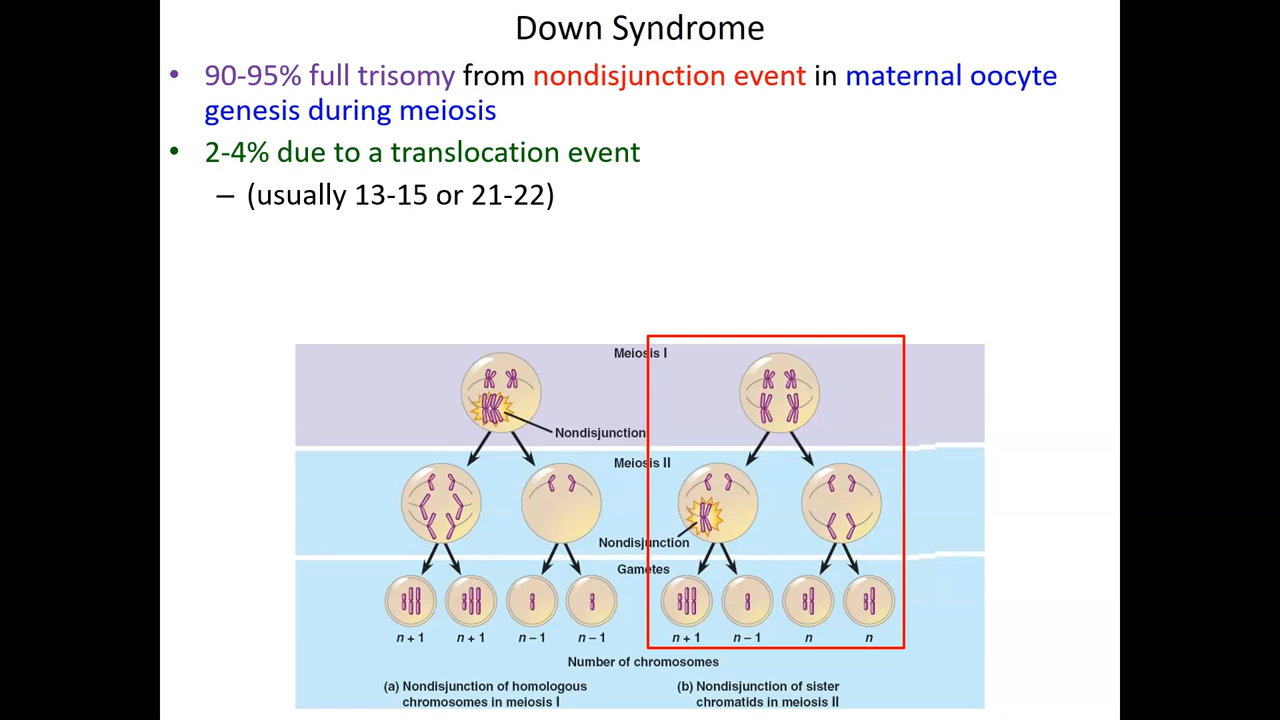 Down Syndrome
• 90-95% full trisomy from nondisjunction event in maternal oocyte
genesis during meiosis
• 2-4% due to a translocation event
– (usually 13-15 or 21-22)
Meiosis I
Nondisjunction
Meiosis II
Nondisjunction
Gametes
n + 1 n + 1 n – 1 n – 1 n + 1 n – 1 n n
Number of chromosomes
(a) Nondisjunction of homologous
chromosomes in meiosis I
(b) Nondisjunction of sister
chromatids in meiosis II